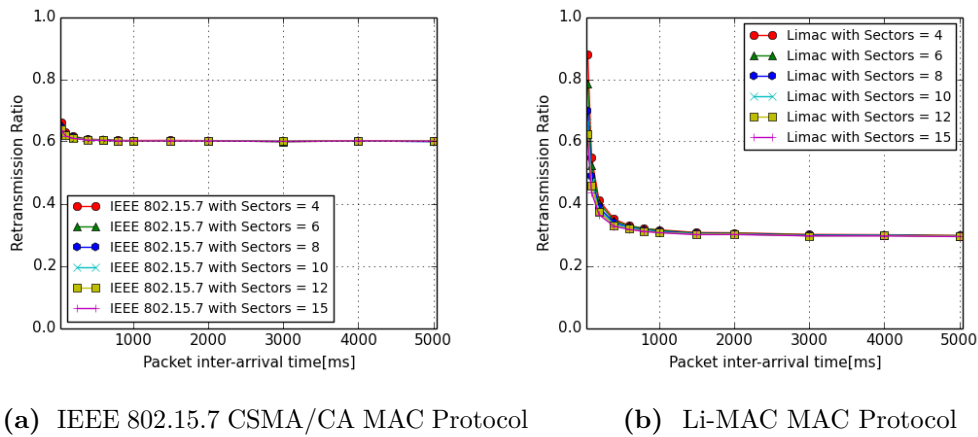 1.0
0.8
0.6
0.4
0.2
0.0
Retransmission Ratio
IEEE 802.15.7 with Sectors = 4
IEEE 802.15.7 with Sectors = 6
IEEE 802.15.7 with Sectors = 8
IEEE 802.15.7 with Sectors = 10
IEEE 802.15.7 with Sectors = 12
IEEE 802.15.7 with Sectors = 15
1000 2000 3000 4000 5000
Packet inter-arrival time[ms]
(a) IEEE 802.15.7 CSMA/CA MAC Protocol
1.0
0.8
0.6
0.4
0.2
0.0
Retransmission Ratio
Limac with Sectors = 4
Limac with Sectors = 6
Limac with Sectors = 8
Limac with Sectors = 10
Limac with Sectors = 12
Limac with Sectors = 15
1000 2000 3000 4000 5000
Packet inter-arrival time[ms]
(b) Li-MAC MAC Protocol